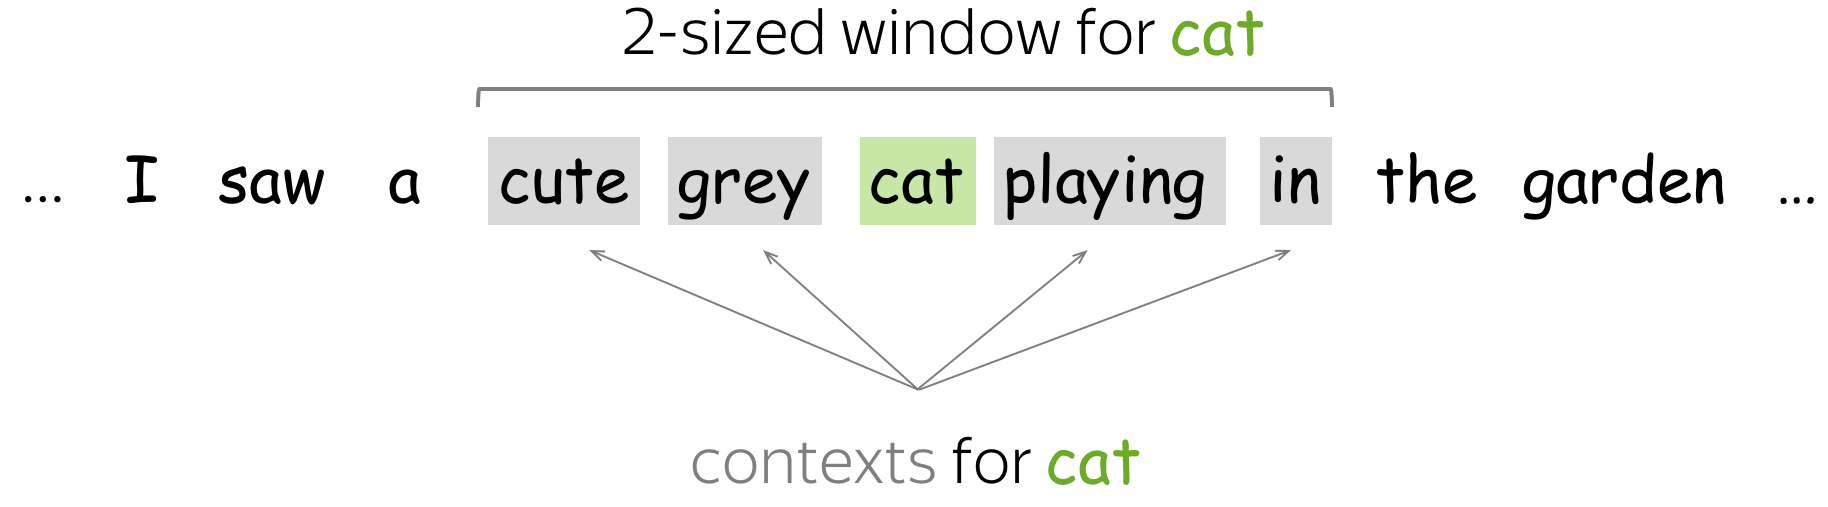 2-sized window for cat
... I saw a cute grey cat playing in the garden ...
contexts for cat